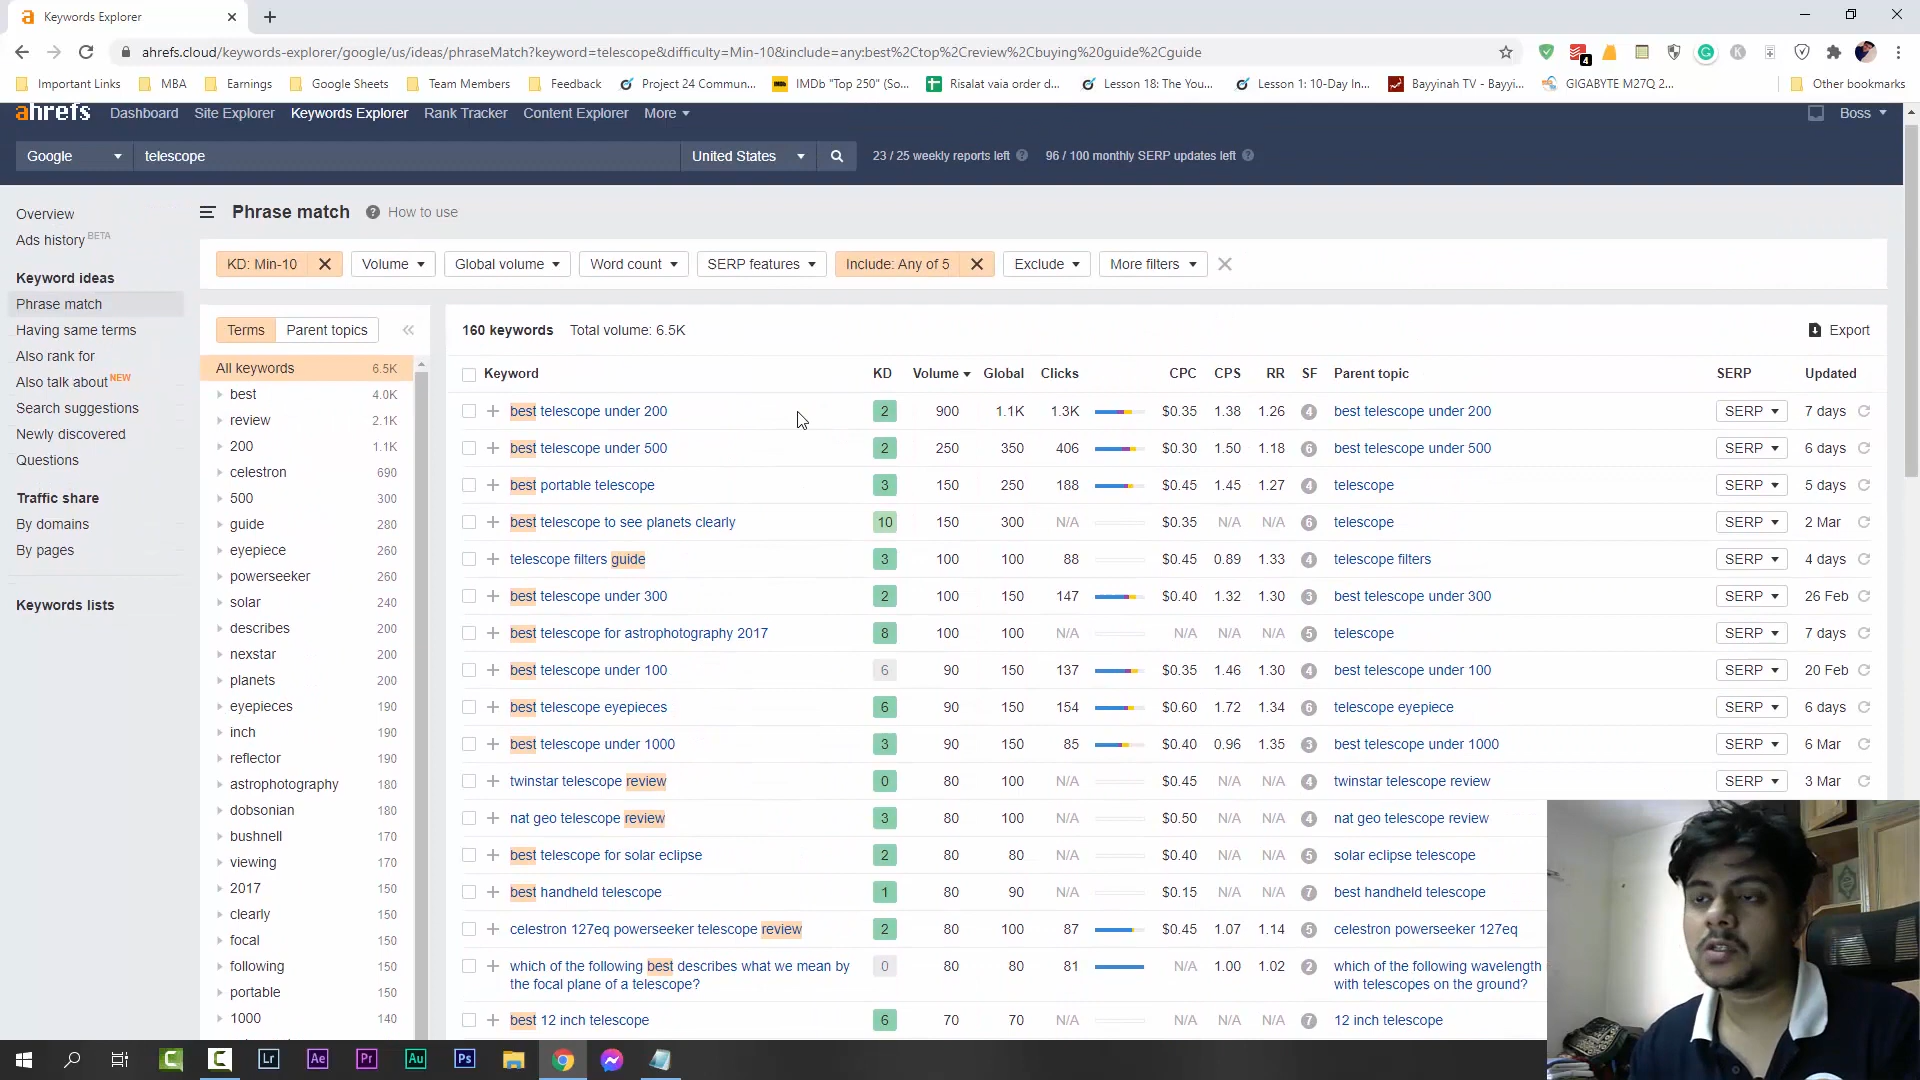 Keywords Explorer
ahrefs.cloud/keywords-explorer/google/us/ideas/phraseMatch?keyword=telescope&difficulty=Min-10&include=any:best%2Ctop%2Creview%2Cbuying%20guide%2Cguide
4
Important Links MBA Earnings Google Sheets Team Members Feedback Project 24 Commun... IMDb "Top 250" (So... Risalat vaia order d... Lesson 18: The You... Lesson 1: 10-Day In... Bayyinah TV - Bayyi... GIGABYTE M27Q 2... Other bookmarks
ahrefs Dashboard Site Explorer Keywords Explorer Rank Tracker Content Explorer More Boss
Google telescope United States 23 / 25 weekly reports left 96 / 100 monthly SERP updates left
Overview
Ads history BETA
Keyword ideas
Phrase match
Having same terms
Also rank for
Also talk about NEW
Search suggestions
Newly discovered
Questions
Traffic share
By domains
By pages
Keywords lists
Phrase match ? How to use
KD: Min-10 Volume Global volume Word count SERP features Include: Any of 5 Exclude More filters
Terms Parent topics
All keywords 6.5K
best 4.0K
review 2.1K
200 1.1K
celestron 690
500 300
guide 280
eyepiece 260
powerseeker 260
solar 240
describes 200
nexstar 200
planets 200
eyepieces 190
inch 190
reflector 190
astrophotography 180
dobsonian 180
bushnell 170
viewing 170
2017 150
clearly 150
focal 150
following 150
portable 150
1000 140
160 keywords Total volume: 6.5K Export
Keyword KD Volume Global Clicks CPC CPS RR SF Parent topic SERP Updated
best telescope under 200 2 900 1.1K 1.3K $0.35 1.38 1.26 4 best telescope under 200 SERP 7 days
best telescope under 500 2 250 350 406 $0.30 1.50 1.18 6 best telescope under 500 SERP 6 days
best portable telescope 3 150 250 188 $0.45 1.45 1.27 4 telescope SERP 5 days
best telescope to see planets clearly 10 150 300 N/A $0.35 N/A N/A 6 telescope SERP 2 Mar
telescope filters guide 3 100 100 88 $0.45 0.89 1.33 4 telescope filters SERP 4 days
best telescope under 300 2 100 150 147 $0.40 1.32 1.30 3 best telescope under 300 SERP 26 Feb
best telescope for astrophotography 2017 8 100 100 N/A N/A N/A N/A 5 telescope SERP 7 days
best telescope under 100 6 90 150 137 $0.35 1.46 1.30 4 best telescope under 100 SERP 20 Feb
best telescope eyepieces 6 90 150 154 $0.60 1.72 1.34 6 telescope eyepiece SERP 6 days
best telescope under 1000 3 90 150 85 $0.40 0.96 1.35 3 best telescope under 1000 SERP 6 Mar
twinstar telescope review 0 80 100 N/A $0.45 N/A N/A 4 twinstar telescope review SERP 3 Mar
nat geo telescope review 3 80 100 N/A $0.50 N/A N/A 4 nat geo telescope review
best telescope for solar eclipse 2 80 80 N/A $0.40 N/A N/A 5 solar eclipse telescope
best handheld telescope 1 80 90 N/A $0.15 N/A N/A 7 best handheld telescope
celestron 127eq powerseeker telescope review 2 80 100 87 $0.45 1.07 1.14 5 celestron powerseeker 127eq
which of the following best describes what we mean by 0 80 80 81 N/A 1.00 1.02 2 which of the following wavelength
the focal plane of a telescope? with telescopes on the ground?
best 12 inch telescope 6 70 70 N/A N/A N/A N/A 7 12 inch telescope
Lr Ae Pr Au Ps